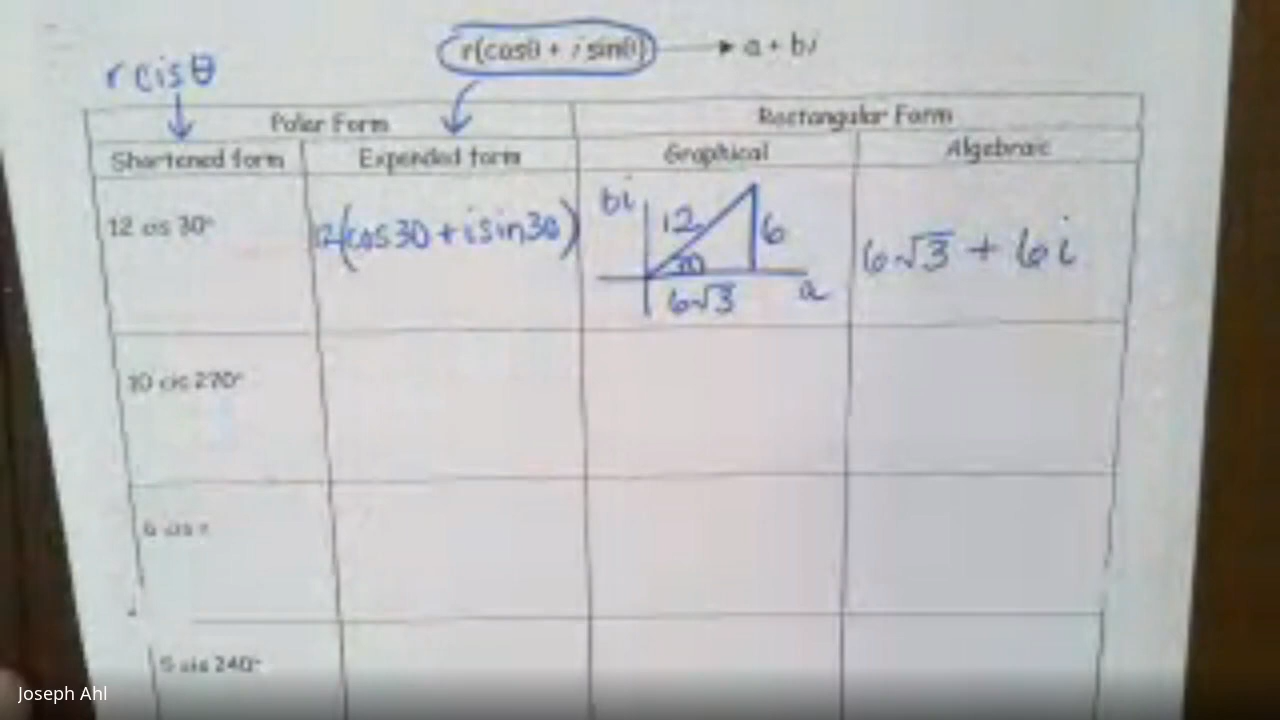 r(cosθ + i sinθ) → a + bi
r cis θ
Polar Form Rectangular Form
Shortened form Expanded form Graphical Algebraic
12 cis 30° 12(cos30 + isin30) bi 12 6 30 6√3 a 6√3 + 6i
10 cis 270°
cis
5 cis 240°
Joseph Ahl